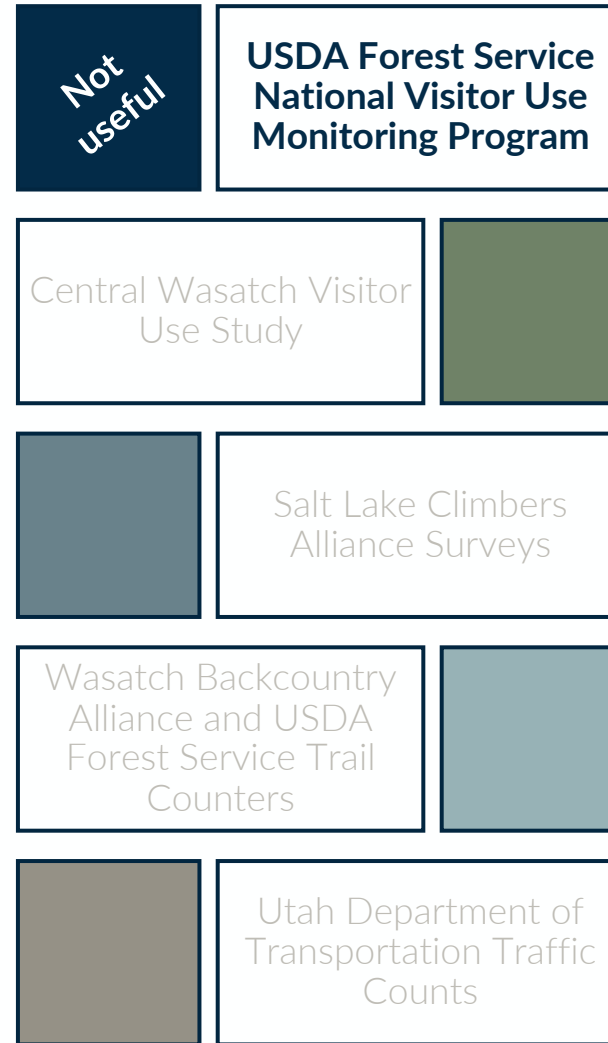 Not
useful
USDA Forest Service
National Visitor Use
Monitoring Program
Central Wasatch Visitor
Use Study
Salt Lake Climbers
Alliance Surveys
Wasatch Backcountry
Alliance and USDA
Forest Service Trail
Counters
Utah Department of
Transportation Traffic
Counts